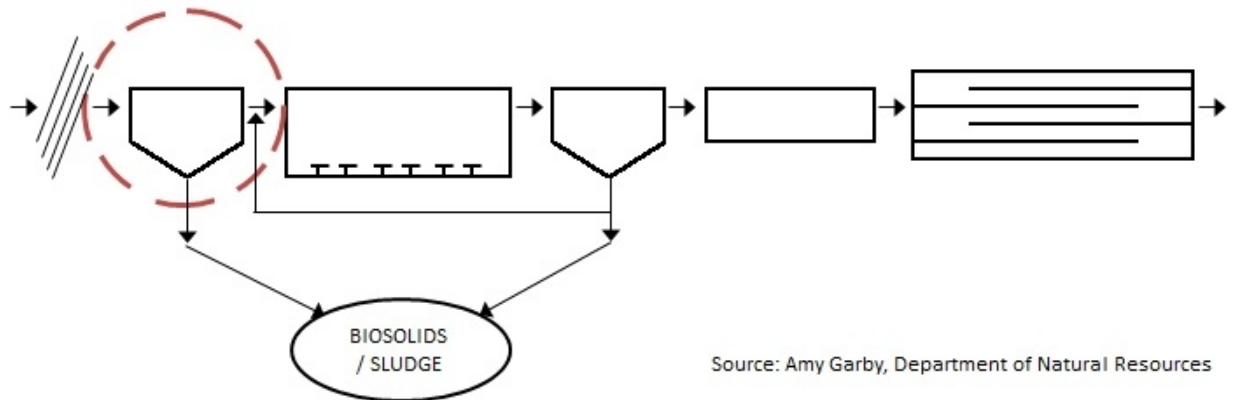 BIOSOLIDS
/ SLUDGE
Source: Amy Garby, Department of Natural Resources